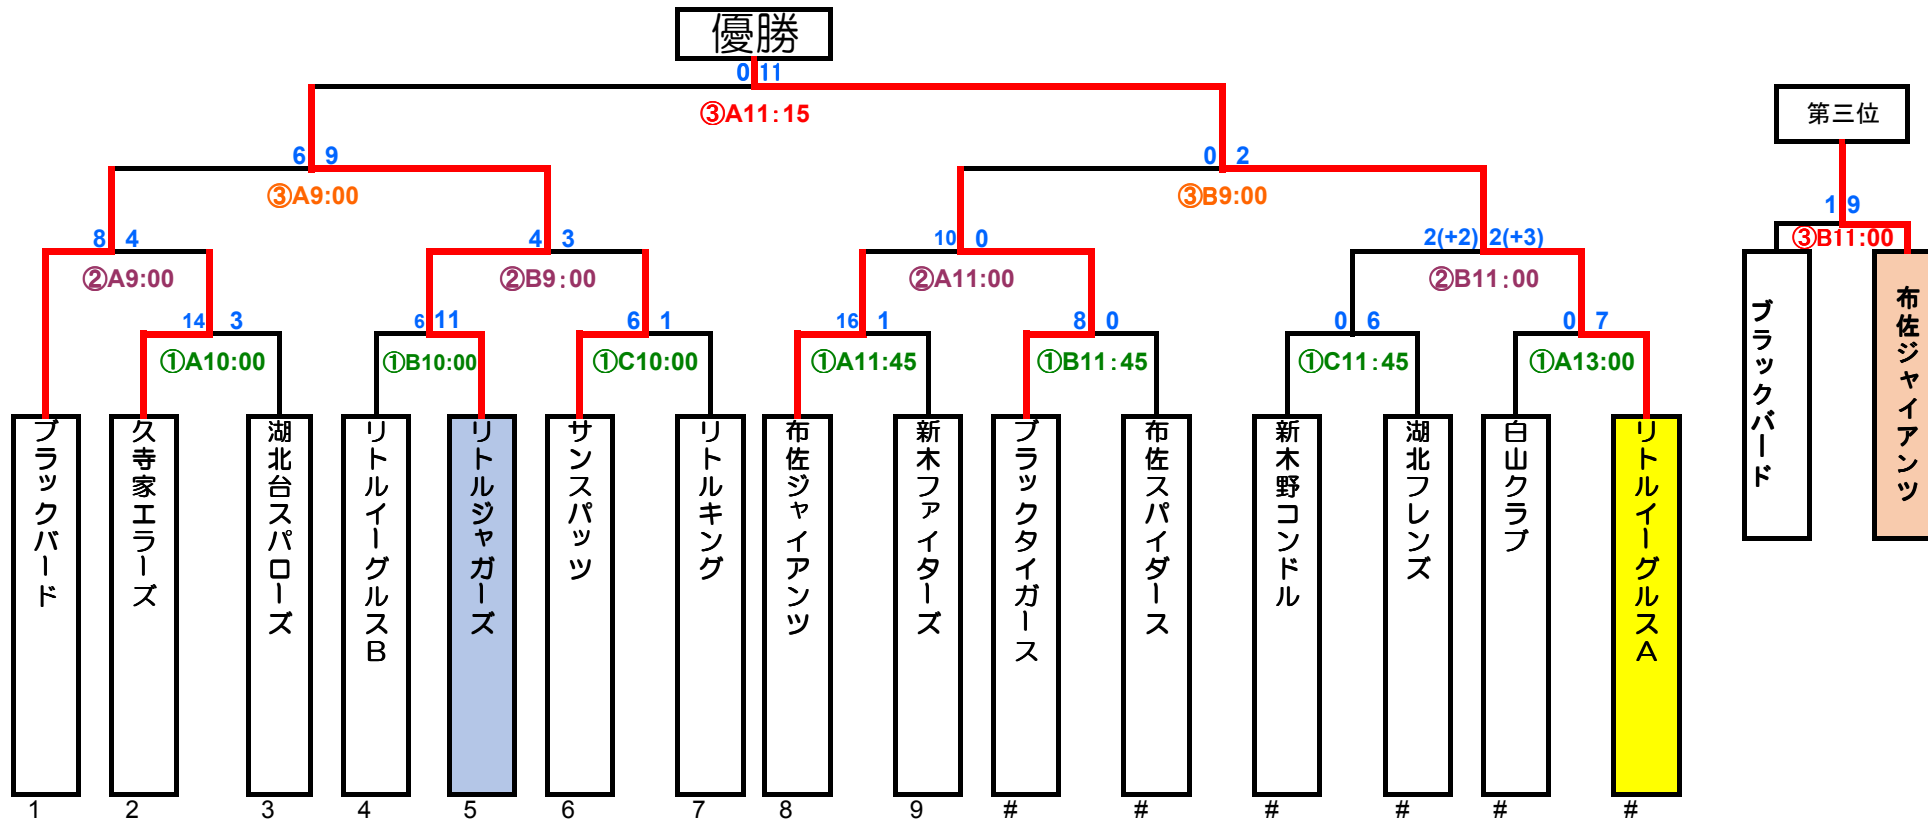 優勝
0 11
③A11:15
第三位
6 9
0 2
③A9:00
③B9:00
1 9
③B11:00
8 4
4 3
10 0
2(+2) 2(+3)
②A9:00
②B9:00
②A11:00
②B11:00
14 3
6 11
6 1
16 1
8 0
0 6
0 7
①A10:00
①B10:00
①C10:00
①A11:45
①B11:45
①C11:45
①A13:00
ブラックバード
久寺家エラーズ
湖北台スパローズ
リトルイーグルスB
リトルジャガーズ
サンスパッツ
リトルキング
布佐ジャイアンツ
新木ファイターズ
ブラックタイガース
布佐スパイダース
新木野コンドル
湖北フレンズ
白山クラブ
リトルイーグルスA
ブラックバード
布佐ジャイアンツ
1 2 3 4 5 6 7 8 9 # # # # # #